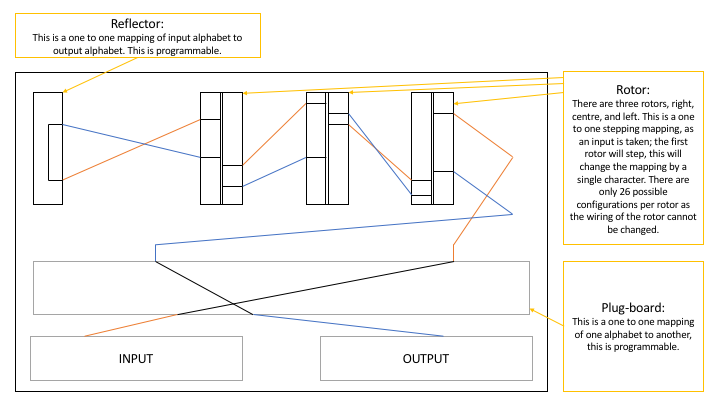 Reflector:
This is a one to one mapping of input alphabet to
output alphabet. This is programmable.
Rotor:
There are three rotors, right,
centre, and left. This is a one
to one stepping mapping, as
an input is taken; the first
rotor will step, this will
change the mapping by a
single character. There are
only 26 possible
configurations per rotor as
the wiring of the rotor cannot
be changed.
Plug-board:
This is a one to one mapping
of one alphabet to another,
this is programmable.
INPUT
OUTPUT